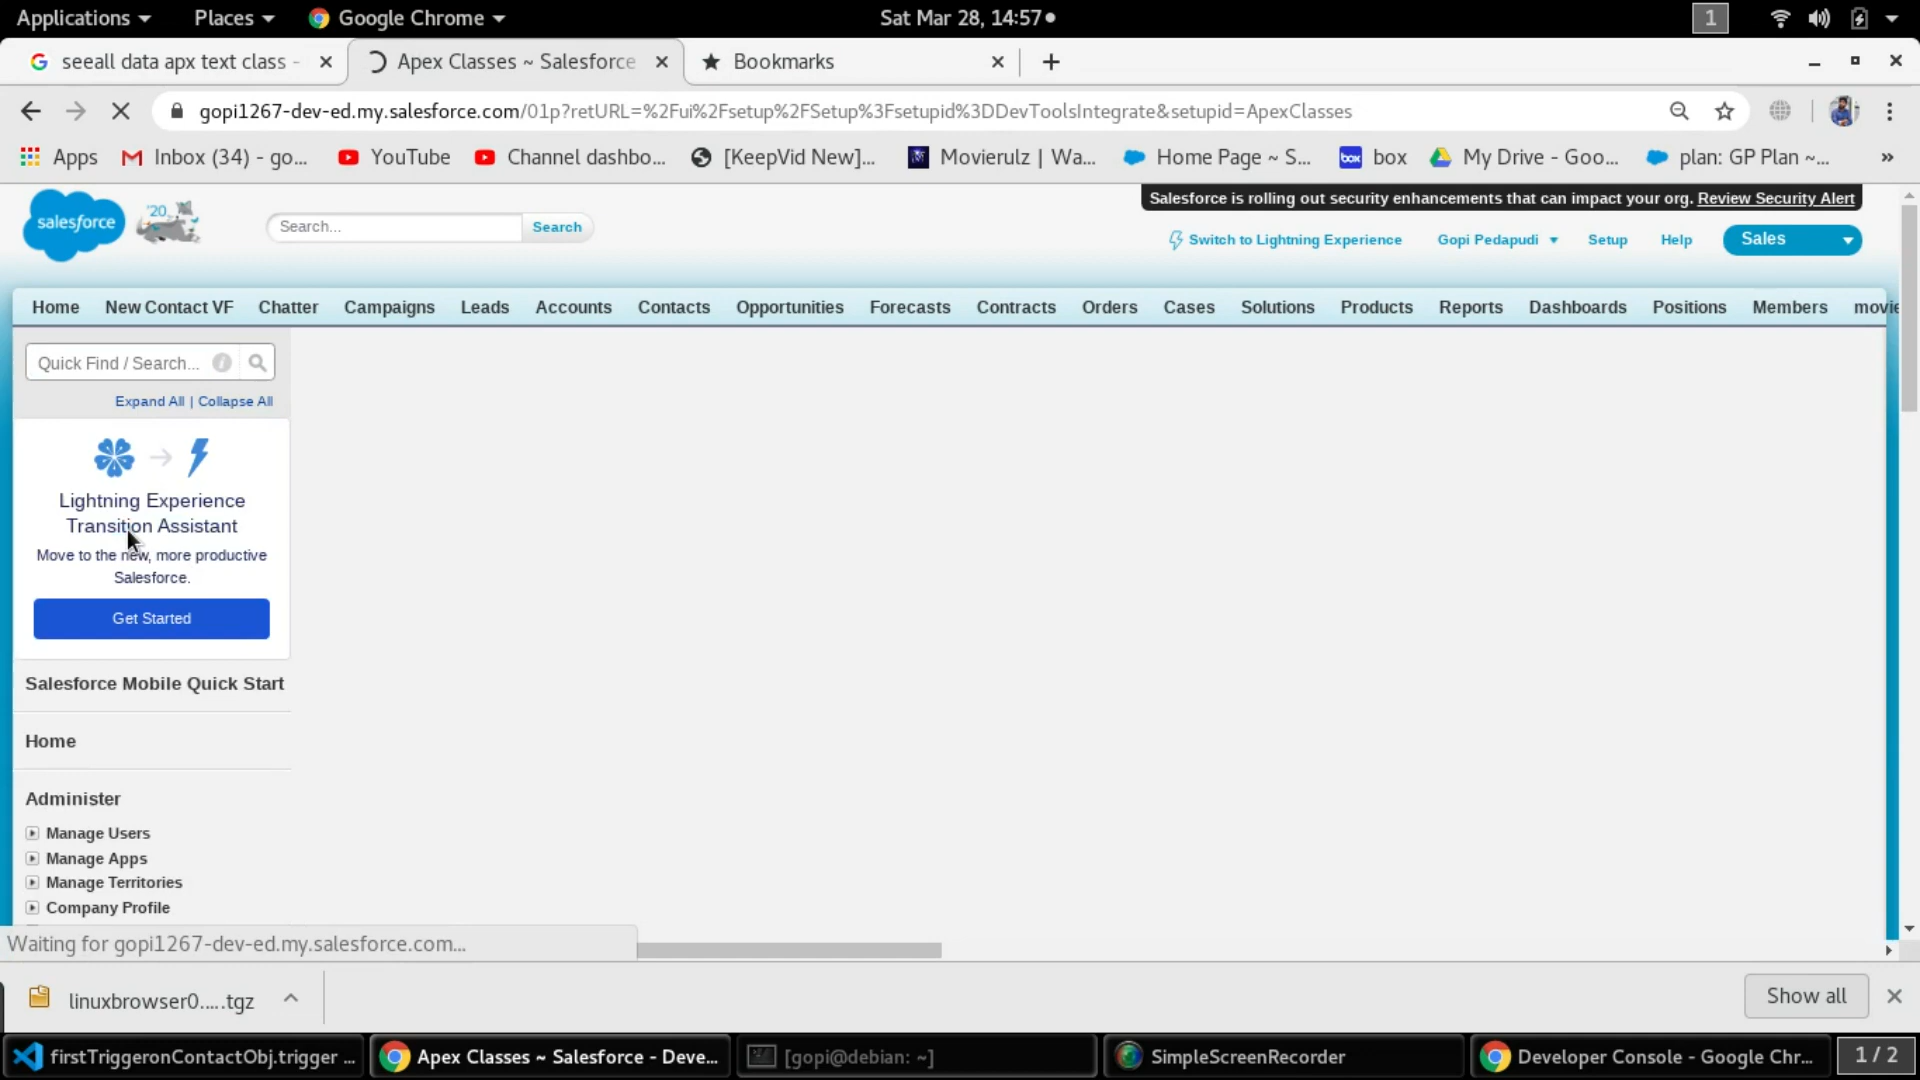 Applications Places Google Chrome Sat Mar 28, 14:57 1
seeall data apx text class - Apex Classes ~ Salesforce Bookmarks
gopi1267-dev-ed.my.salesforce.com/01p?retURL=%2Fui%2Fsetup%2FSetup%3Fsetupid%3DDevToolsIntegrate&setupid=ApexClasses
Apps Inbox (34) - go... YouTube Channel dashbo... [KeepVid New]... Movierulz | Wa... Home Page ~ S... box box My Drive - Goo... plan: GP Plan ~... »
Salesforce is rolling out security enhancements that can impact your org. Review Security Alert
salesforce '20 Search... Search
Switch to Lightning Experience Gopi Pedapudi Setup Help Sales
Home New Contact VF Chatter Campaigns Leads Accounts Contacts Opportunities Forecasts Contracts Orders Cases Solutions Products Reports Dashboards Positions Members movie
Quick Find / Search... i
Expand All | Collapse All
Lightning Experience
Transition Assistant
Move to the new, more productive
Salesforce.
Get Started
Salesforce Mobile Quick Start
Home
Administer
Manage Users
Manage Apps
Manage Territories
Company Profile
Waiting for gopi1267-dev-ed.my.salesforce.com...
linuxbrowser0.....tgz Show all
firstTriggeronContactObj.trigger ... Apex Classes ~ Salesforce - Deve... [gopi@debian: ~] SimpleScreenRecorder Developer Console - Google Chr... 1 / 2